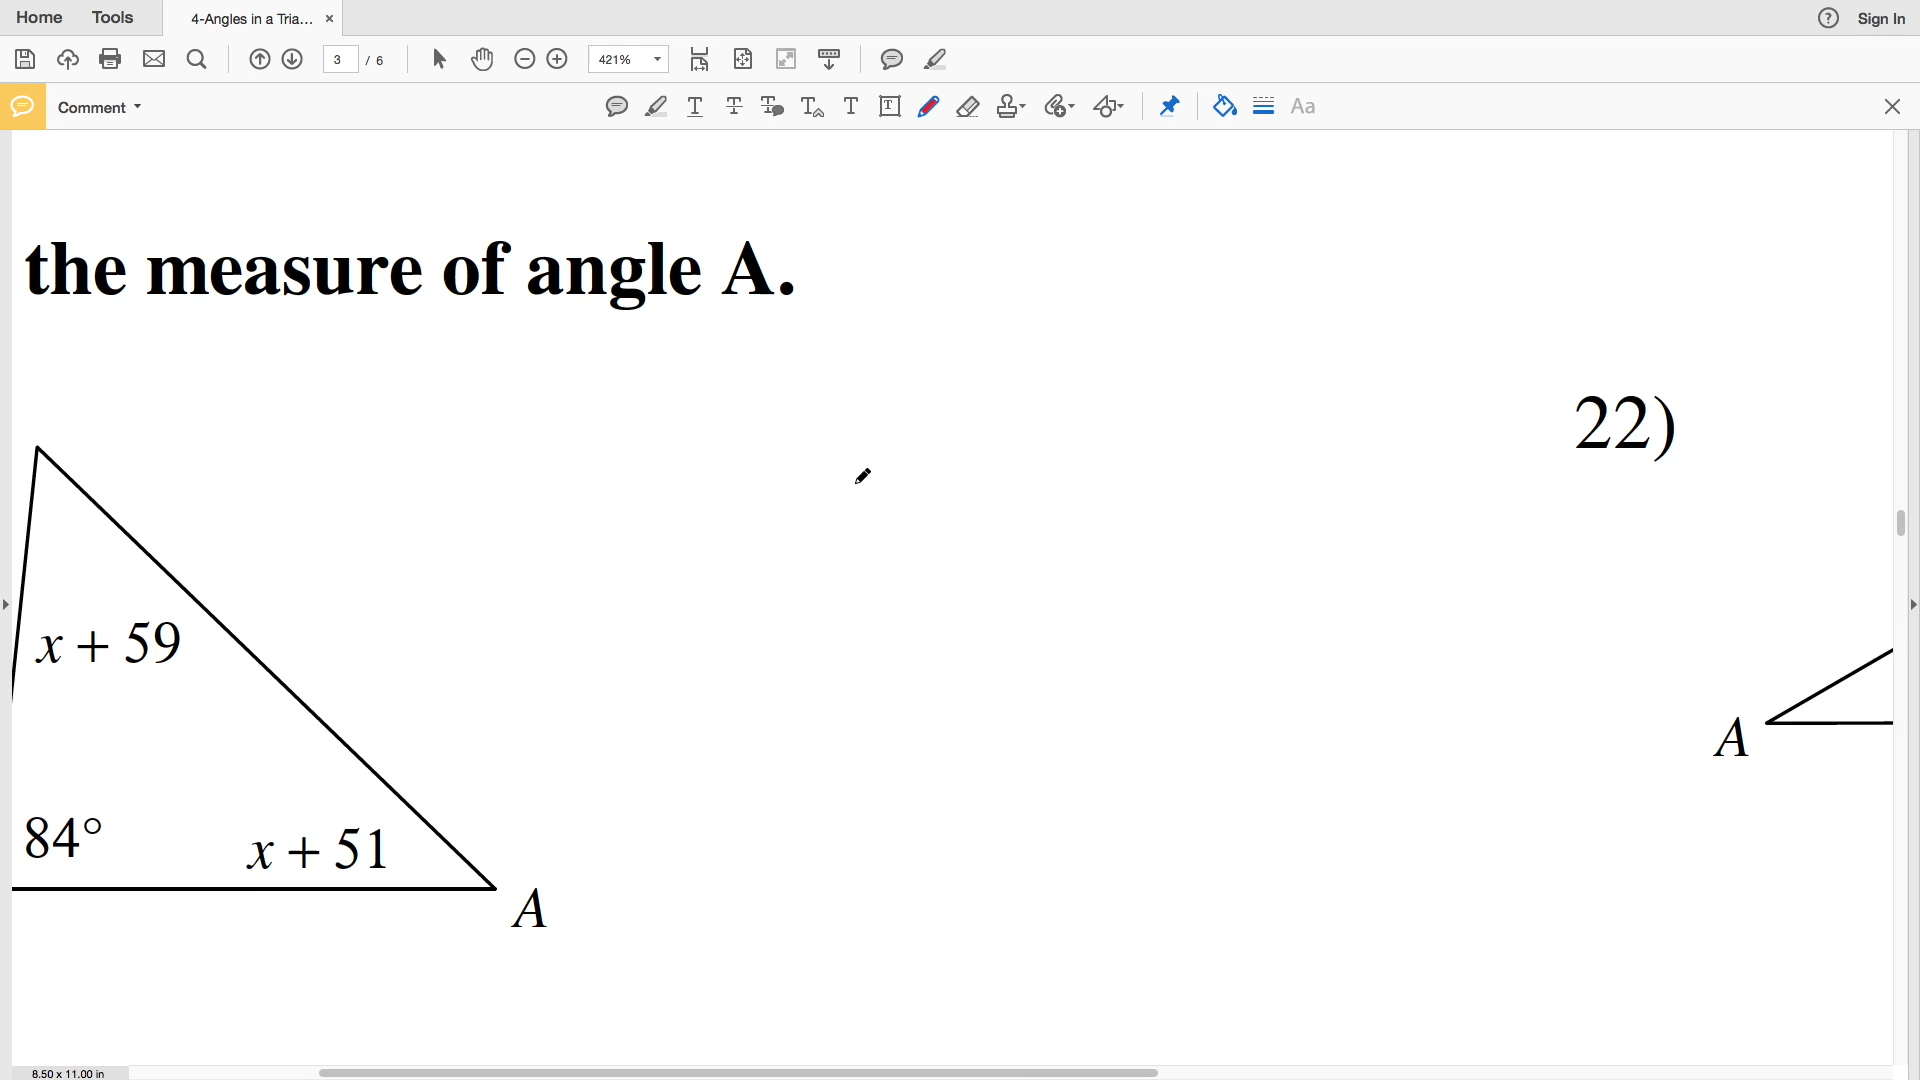 Home Tools 4-Angles in a Tria... × Sign In
3 / 6 421%
Comment Aa
the measure of angle A.
22)
x + 59
A
84° x + 51
A
8.50 x 11.00 in